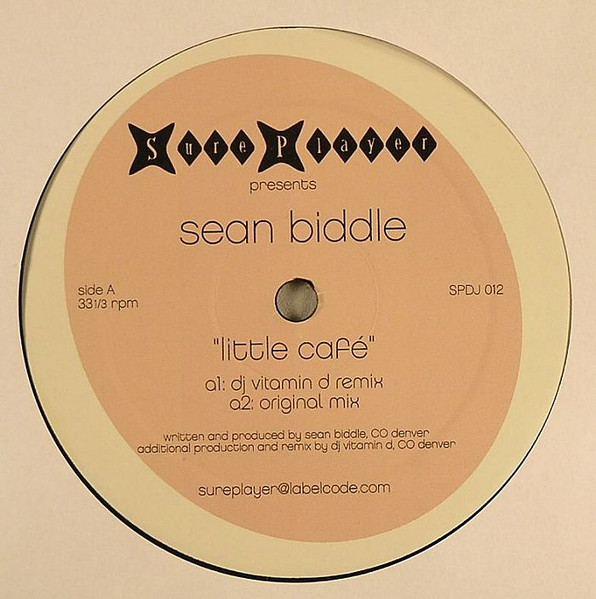 SurePlayer
presents
sean biddle
side A
33 1/3 rpm
SPDJ 012
"little café"
a1: dj vitamin d remix
a2: original mix
written and produced by sean biddle, CO denver
additional production and remix by dj vitamin d, CO denver
sureplayer@labelcode.com